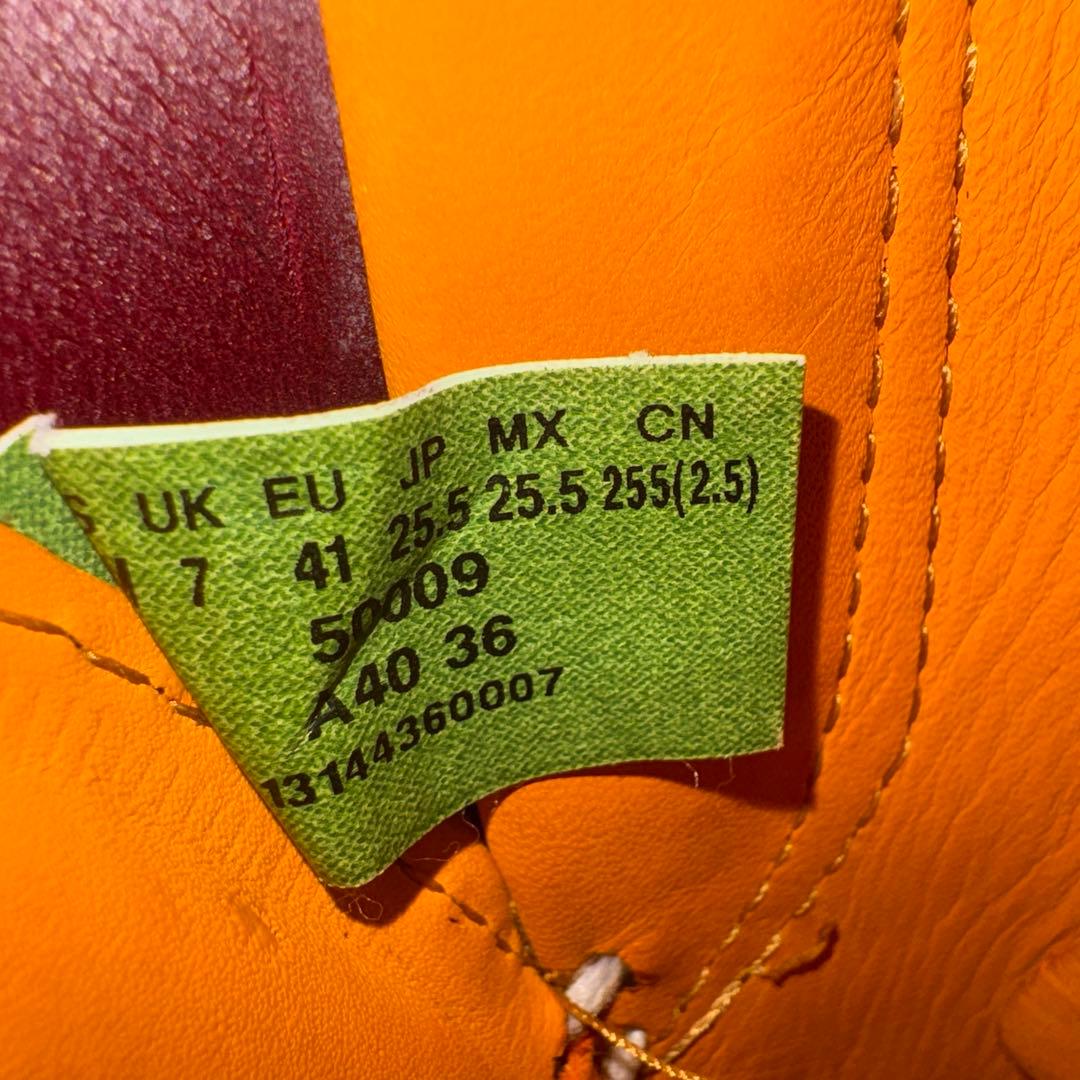 UK EU JP MX CN
7 41 25.5 25.5 255(2.5)
50009
A40 36
13144360007